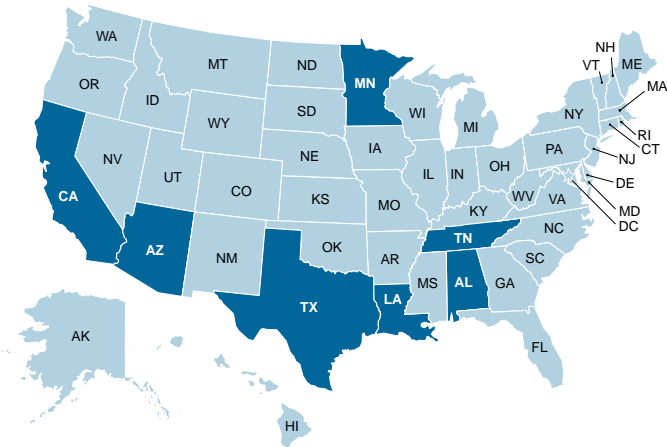 WA
MT
ND
MN
OR
ID
WY
SD
WI
MI
NY
VT
NH
ME
MA
RI
CT
NJ
DE
MD
DC
NV
UT
CO
NE
IA
IL
IN
OH
PA
WV
VA
CA
AZ
NM
KS
MO
KY
NC
TN
OK
AR
SC
TX
LA
MS
AL
GA
FL
AK
HI